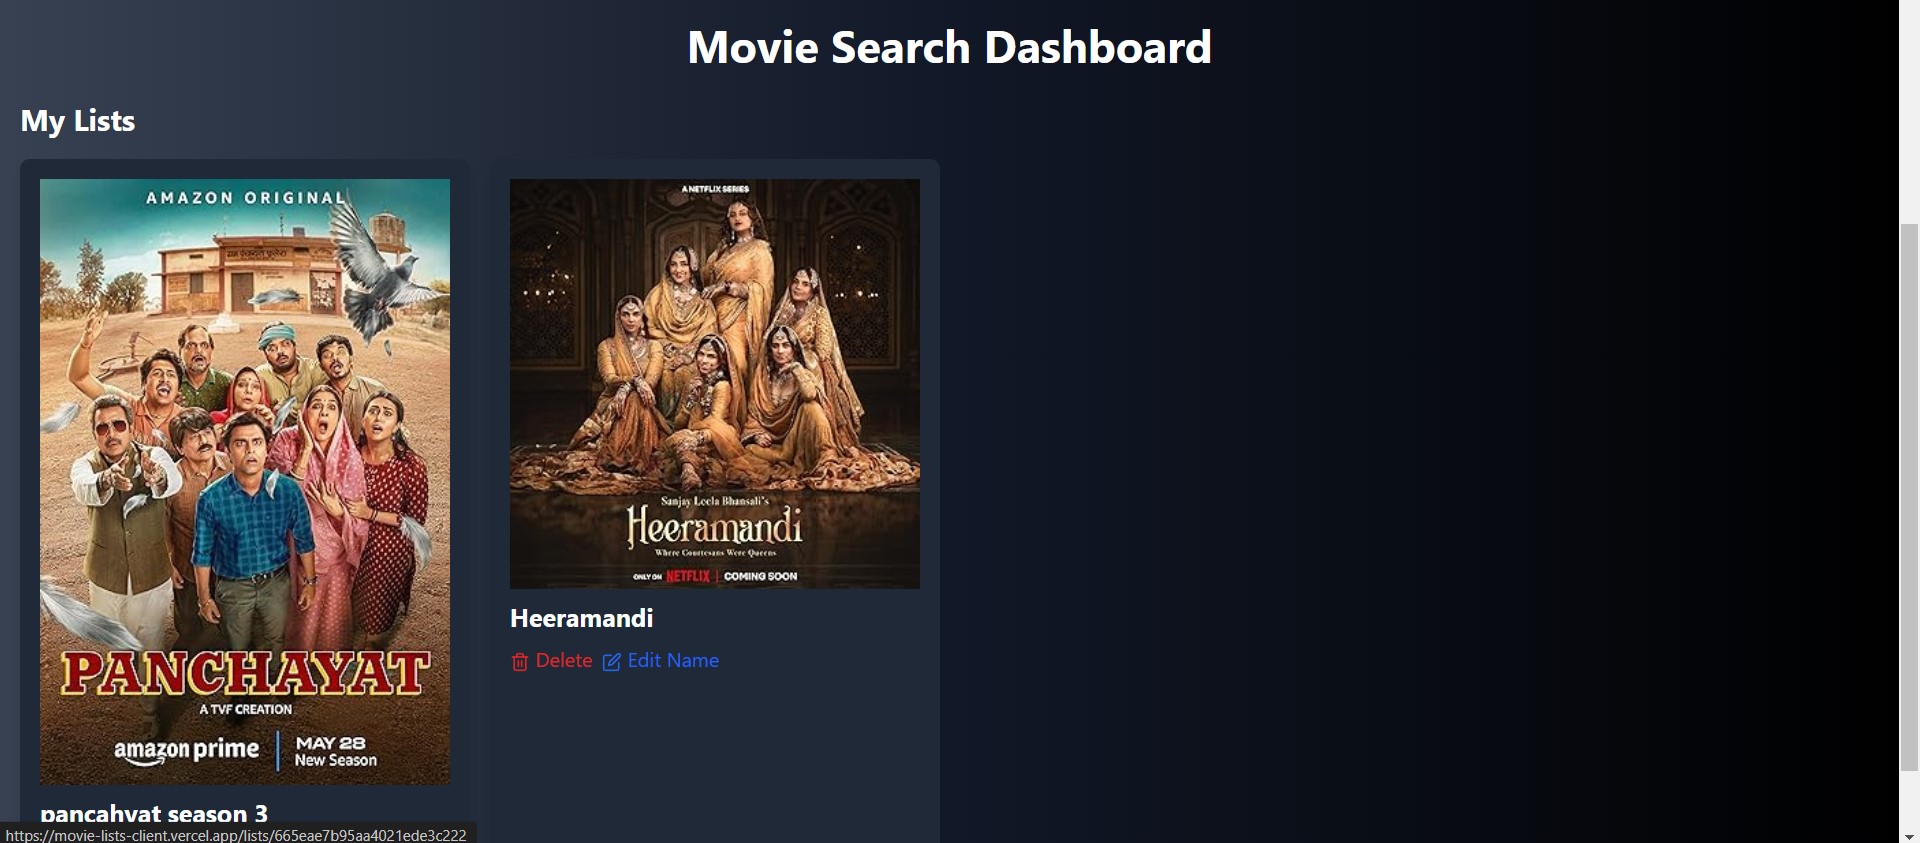 Movie Search Dashboard
My Lists
AMAZON ORIGINAL
PANCHAYAT
A TVF CREATION
amazon prime
MAY 28
New Season
pancahyat season 3
A NETFLIX SERIES
Sanjay Leela Bhansali's
Heeramandi
Where Courtesans Were Queens
ONLY ON NETFLIX | COMING SOON
Heeramandi
Delete Edit Name
https://movie-lists-client.vercel.app/lists/665eae7b95aa4021ede3c222